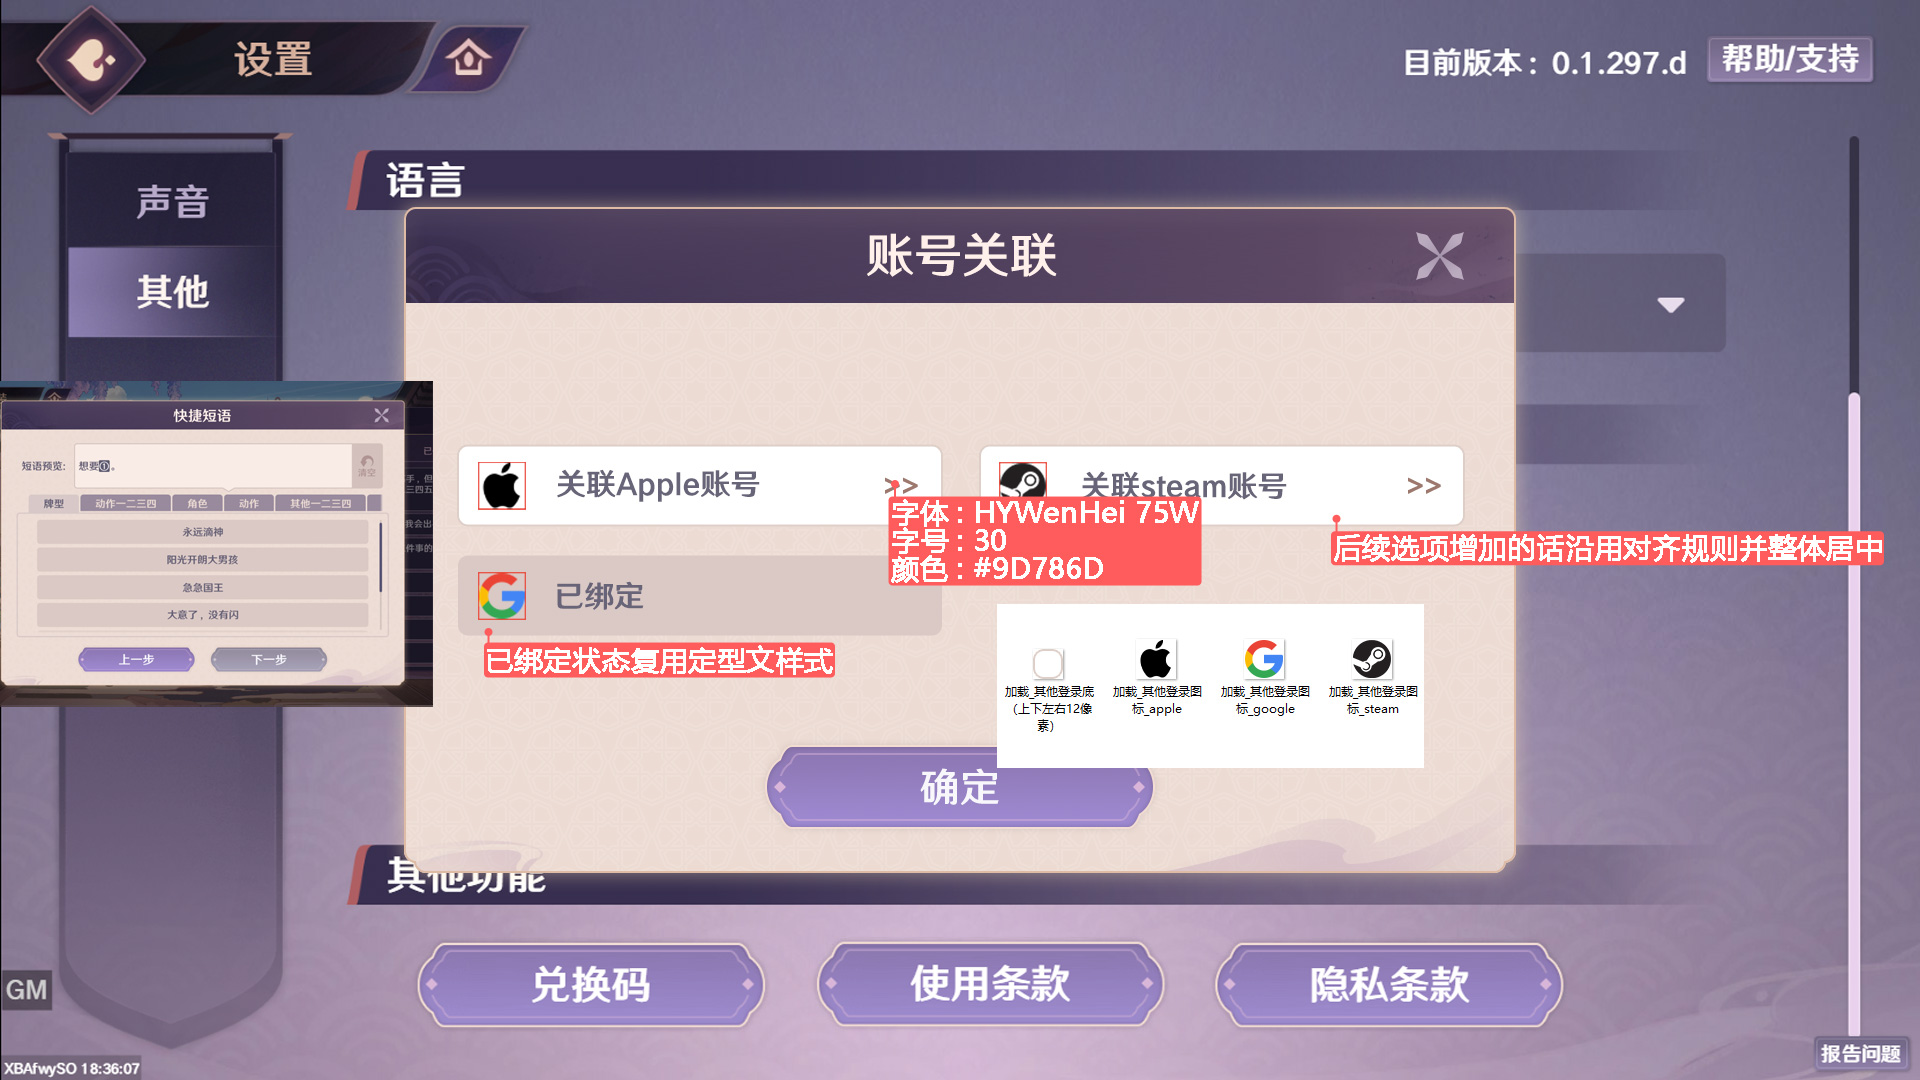 设置
目前版本：0.1.297.d
帮助/支持
声音
其他
语言
账号关联
关联Apple账号
>>
关联steam账号
>>
字体：HYWenHei 75W
字号：30
颜色：#9D786D
后续选项增加的话沿用对齐规则并整体居中
已绑定
已绑定状态复用定型文样式
加载_其他登录底
（上下左右12像
素）
加载_其他登录图
标_apple
加载_其他登录图
标_google
加载_其他登录图
标_steam
确定
快捷短语
短语预览:
想要①。
清空
牌型
动作一二三四
角色
动作
其他一二三四
永远滴神
阳光开朗大男孩
急急国王
大意了，没有闪
上一步
下一步
其他功能
兑换码
使用条款
隐私条款
GM
XBAfwySO 18:36:07
报告问题